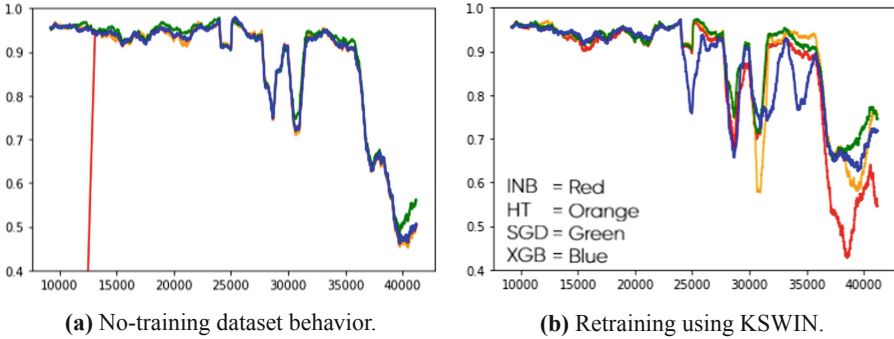 1.0
0.9
0.8
0.7
0.6
0.5
0.4
10000 15000 20000 25000 30000 35000 40000
(a) No-training dataset behavior.
1.0
0.9
0.8
0.7
0.6
0.5
0.4
INB = Red
HT = Orange
SGD = Green
XGB = Blue
10000 15000 20000 25000 30000 35000 40000
(b) Retraining using KSWIN.